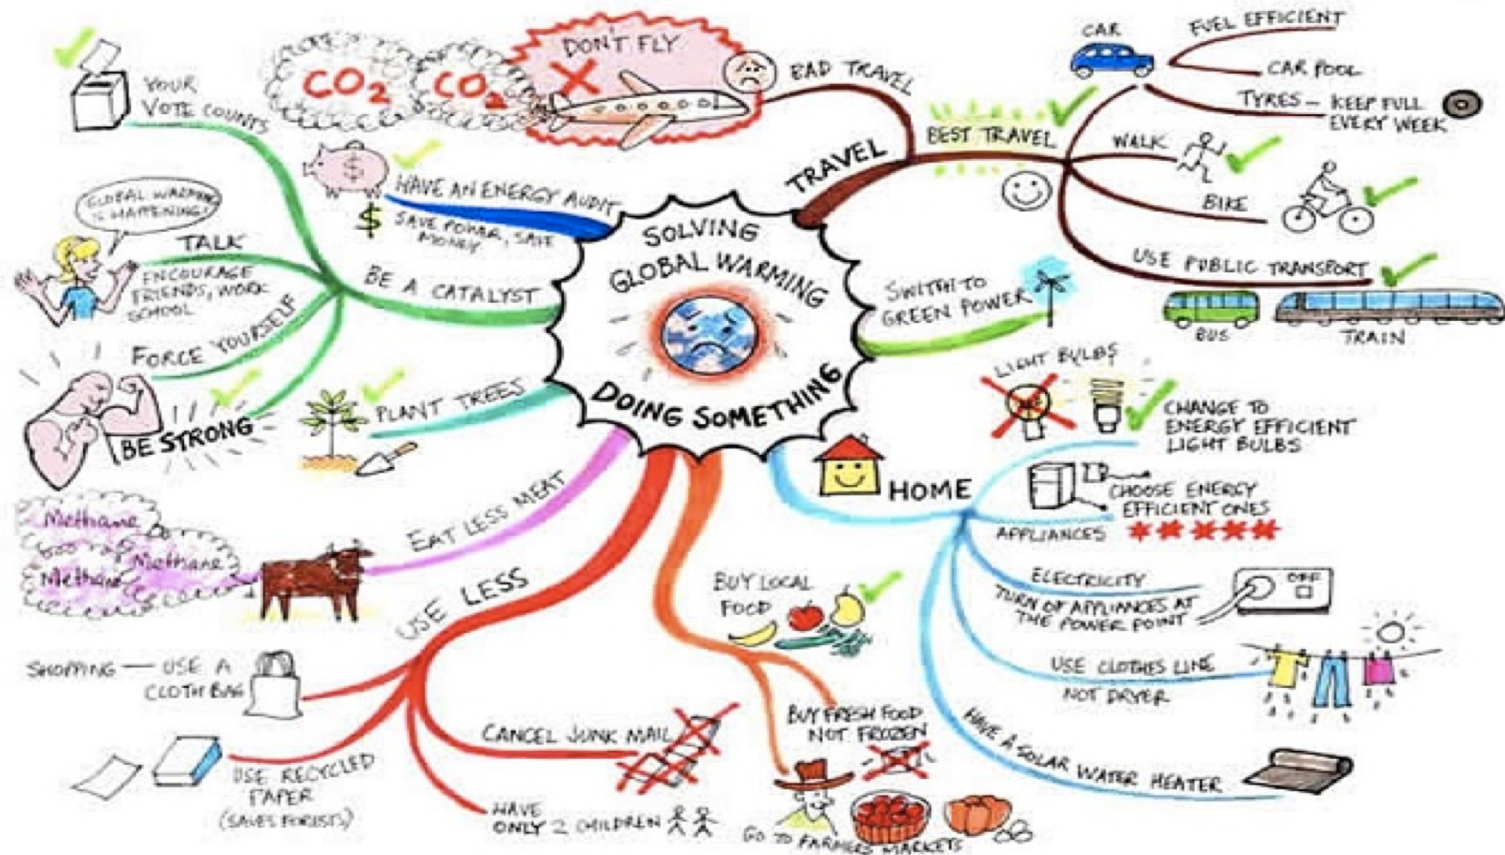 SOLVING
GLOBAL WARMING
DOING SOMETHING
TRAVEL
BAD TRAVEL
DON'T FLY
CO2
CO2
BEST TRAVEL
CAR
FUEL EFFICIENT
CAR POOL
TYRES – KEEP FULL
EVERY WEEK
WALK
BIKE
USE PUBLIC TRANSPORT
BUS
TRAIN
SWITH TO
GREEN POWER
HOME
LIGHT BULBS
CHANGE TO
ENERGY EFFICIENT
LIGHT BULBS
CHOOSE ENERGY
EFFICIENT ONES
APPLIANCES
ELECTRICITY
TURN OF APPLIANCES AT
THE POWER POINT
OFF
USE CLOTHES LINE
NOT DRYER
HAVE A SOLAR WATER HEATER
BUY LOCAL
FOOD
BUY FRESH FOOD
NOT FROZEN
GO TO FARMERS MARKETS
USE LESS
SHOPPING — USE A
CLOTH BAG
USE RECYCLED
PAPER
(SAVES FORESTS)
CANCEL JUNK MAIL
HAVE
ONLY 2 CHILDREN
EAT LESS MEAT
Methane
Methane
Methane
PLANT TREES
BE A CATALYST
YOUR
VOTE COUNTS
GLOBAL WARMING
IS HAPPENING!
TALK
ENCOURAGE
FRIENDS, WORK
SCHOOL
FORCE YOURSELF
BE STRONG
HAVE AN ENERGY AUDIT
SAVE POWER, SAVE
MONEY
$
$